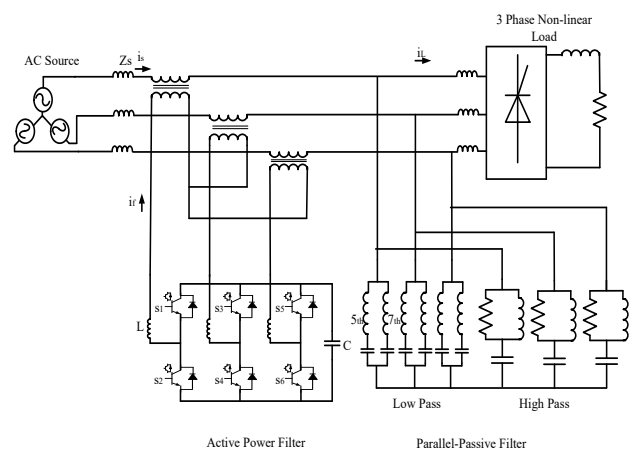 3 Phase Non-linear
Load
AC Source
Zs
is
iL
if
S1
S3
S5
L
C
S2
S4
S6
5th
7th
Low Pass
High Pass
Active Power Filter
Parallel-Passive Filter